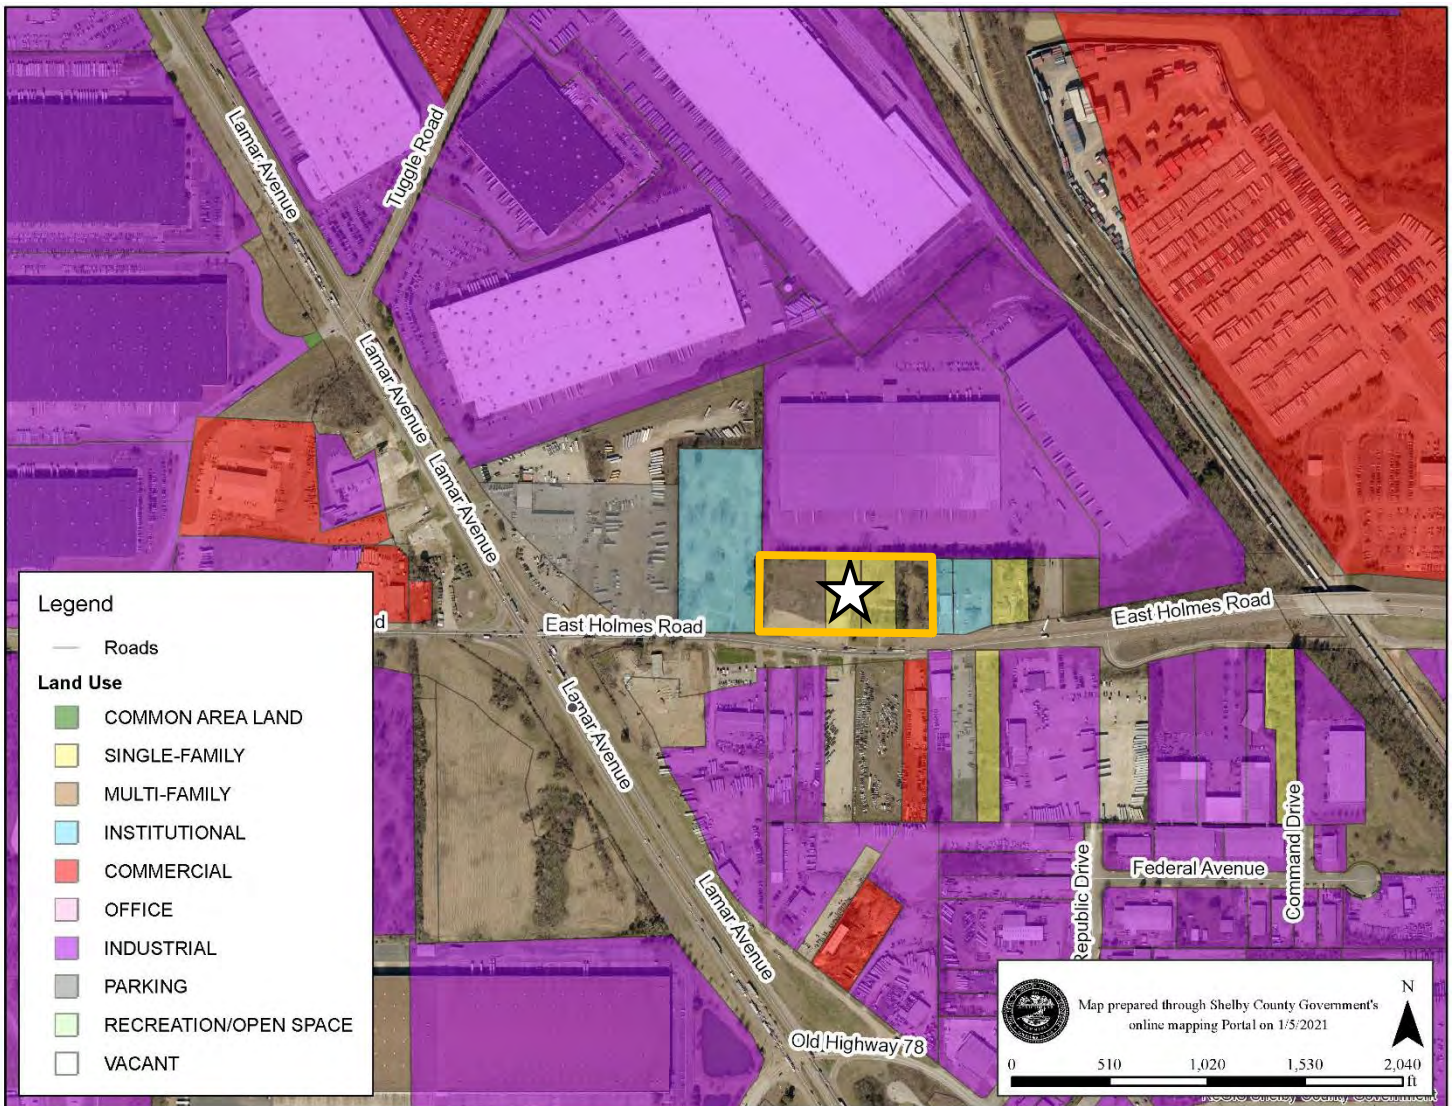 Lamar Avenue
Tuggle Road
Lamar Avenue
Lamar Avenue
d
East Holmes Road
East Holmes Road
Lamar Avenue
Lamar Avenue
Republic Drive
Federal Avenue
Command Drive
Old Highway 78
Legend
Roads
Land Use
COMMON AREA LAND
SINGLE-FAMILY
MULTI-FAMILY
INSTITUTIONAL
COMMERCIAL
OFFICE
INDUSTRIAL
PARKING
RECREATION/OPEN SPACE
VACANT
Map prepared through Shelby County Government's
online mapping Portal on 1/5/2021
N
0 510 1,020 1,530 2,040
ft